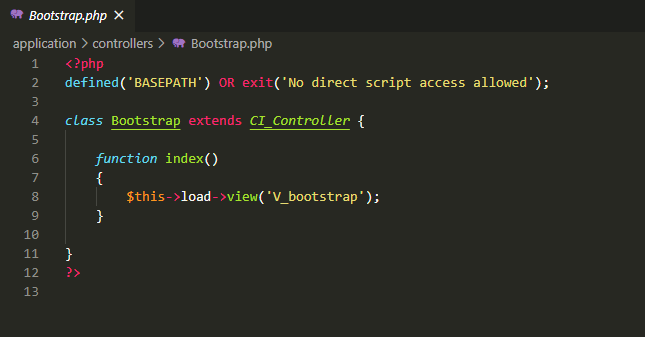 Bootstrap.php ×
application > controllers > Bootstrap.php
1 <?php
2 defined('BASEPATH') OR exit('No direct script access allowed');
3
4 class Bootstrap extends CI_Controller {
5
6 function index()
7 {
8 $this->load->view('V_bootstrap');
9 }
10
11 }
12 ?>
13